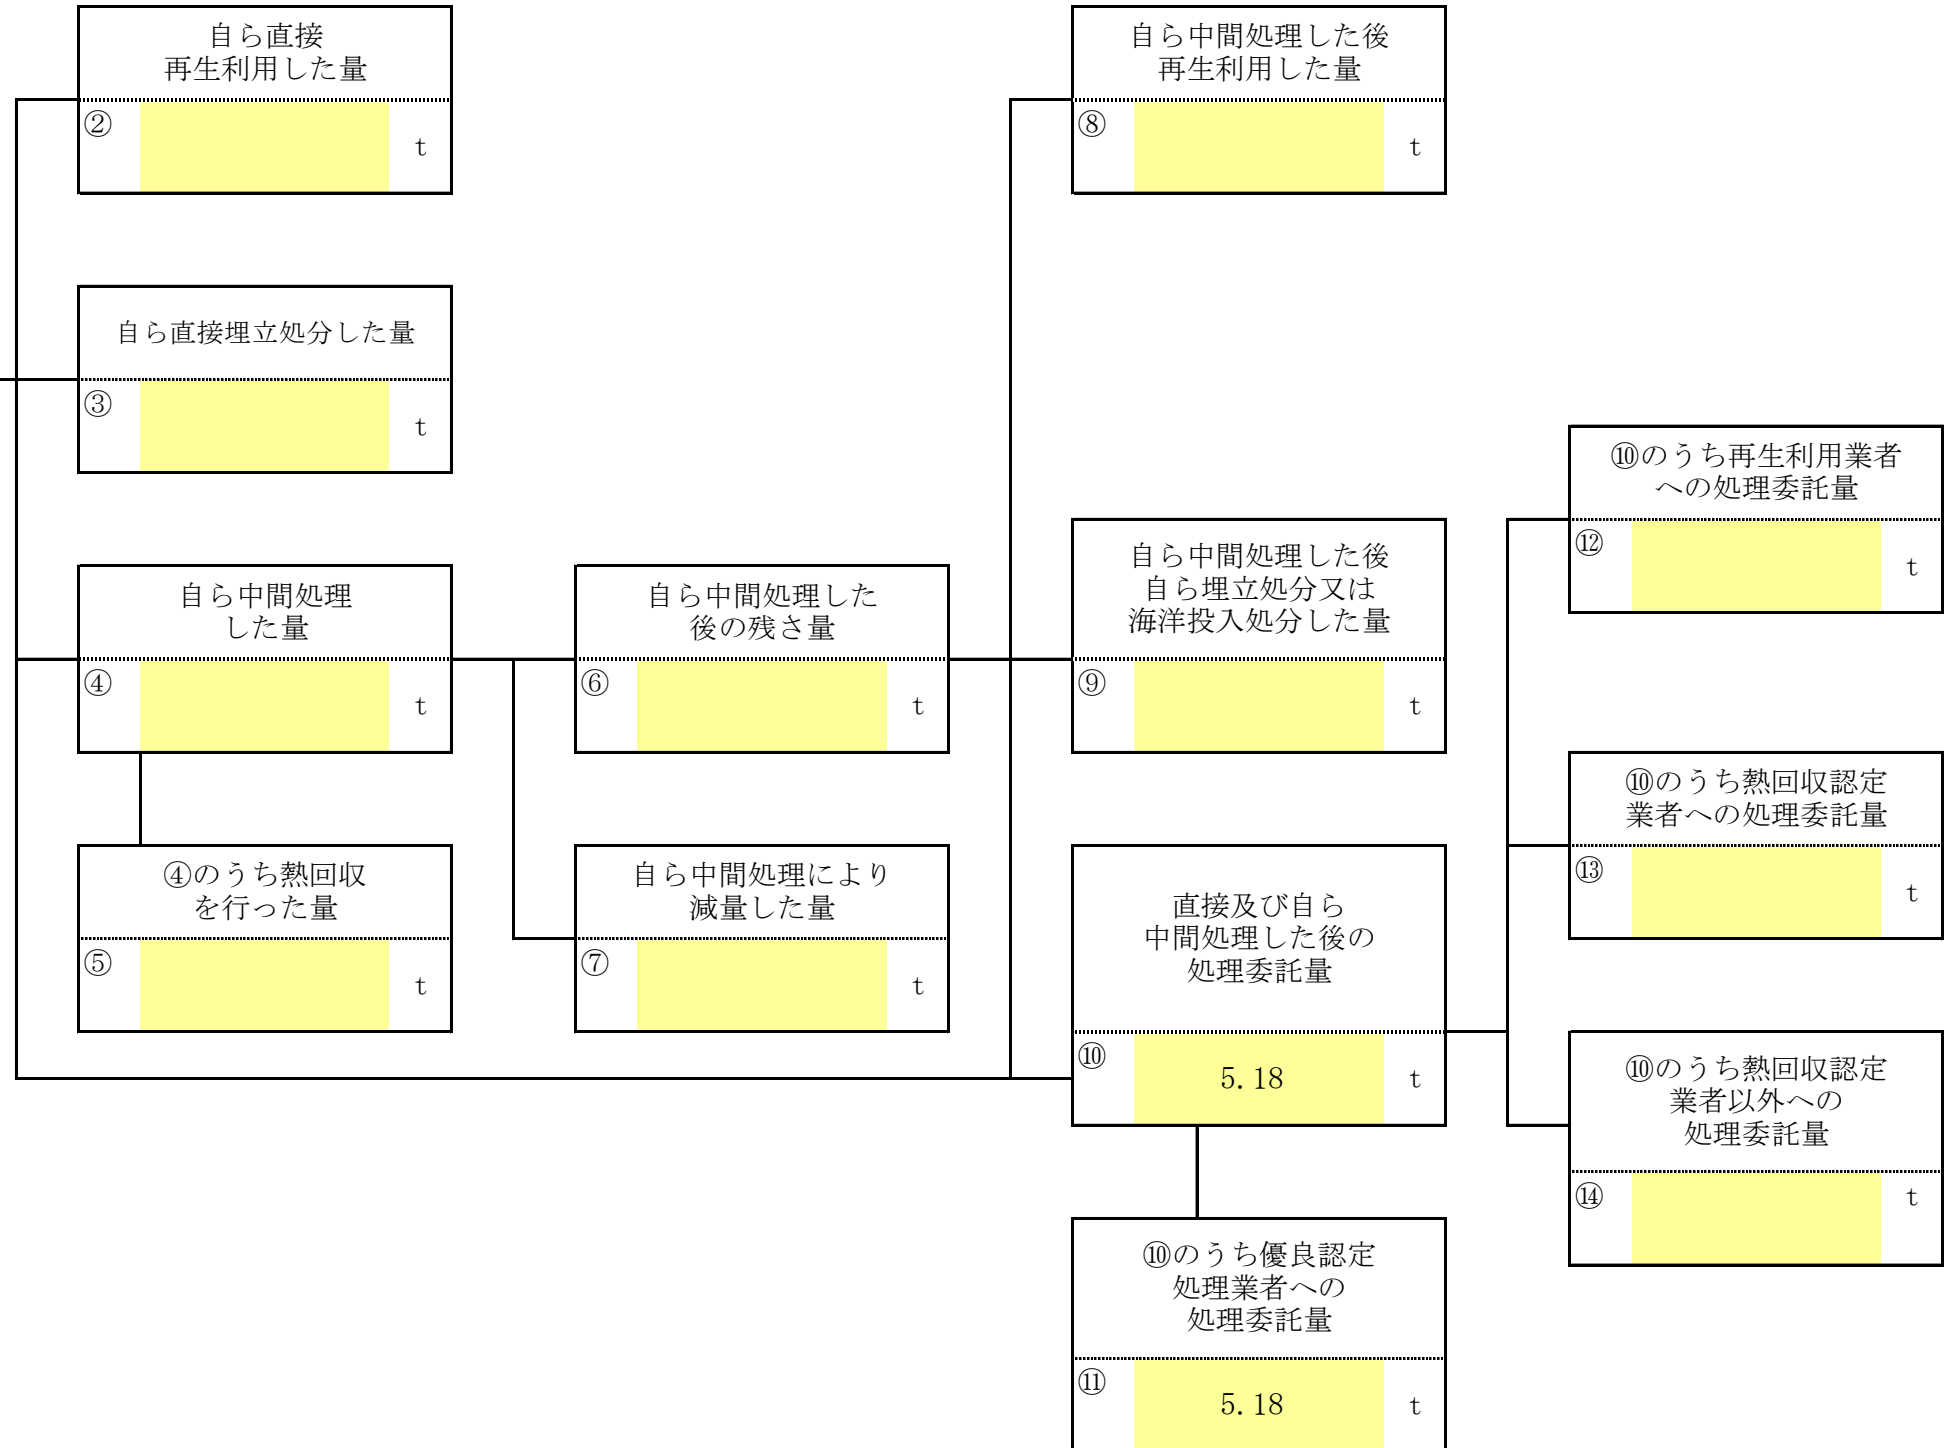 自ら直接
再生利用した量
②
t
自ら直接埋立処分した量
③
t
自ら中間処理
した量
④
t
④のうち熱回収
を行った量
⑤
t
自ら中間処理した
後の残さ量
⑥
t
自ら中間処理により
減量した量
⑦
t
自ら中間処理した後
再生利用した量
⑧
t
自ら中間処理した後
自ら埋立処分又は
海洋投入処分した量
⑨
t
直接及び自ら
中間処理した後の
処理委託量
⑩ 5.18 t
⑩のうち優良認定
処理業者への
処理委託量
⑪ 5.18 t
⑩のうち再生利用業者
への処理委託量
⑫
t
⑩のうち熱回収認定
業者への処理委託量
⑬
t
⑩のうち熱回収認定
業者以外への
処理委託量
⑭
t